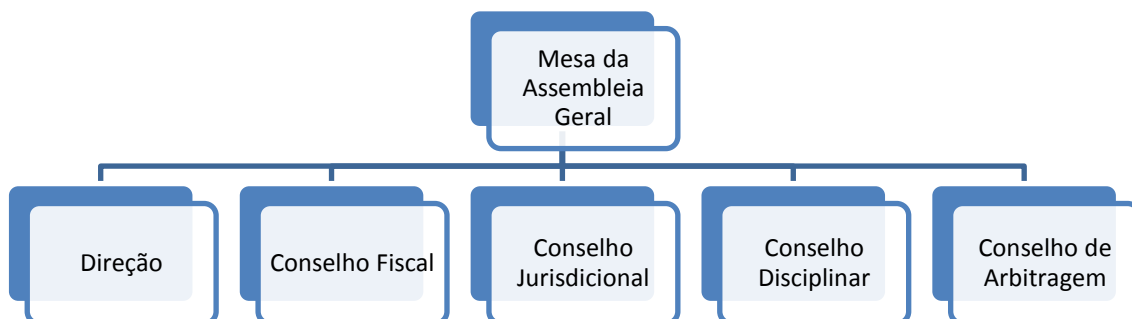 Mesa da
Assembleia
Geral
Direção
Conselho Fiscal
Conselho
Jurisdicional
Conselho
Disciplinar
Conselho de
Arbitragem